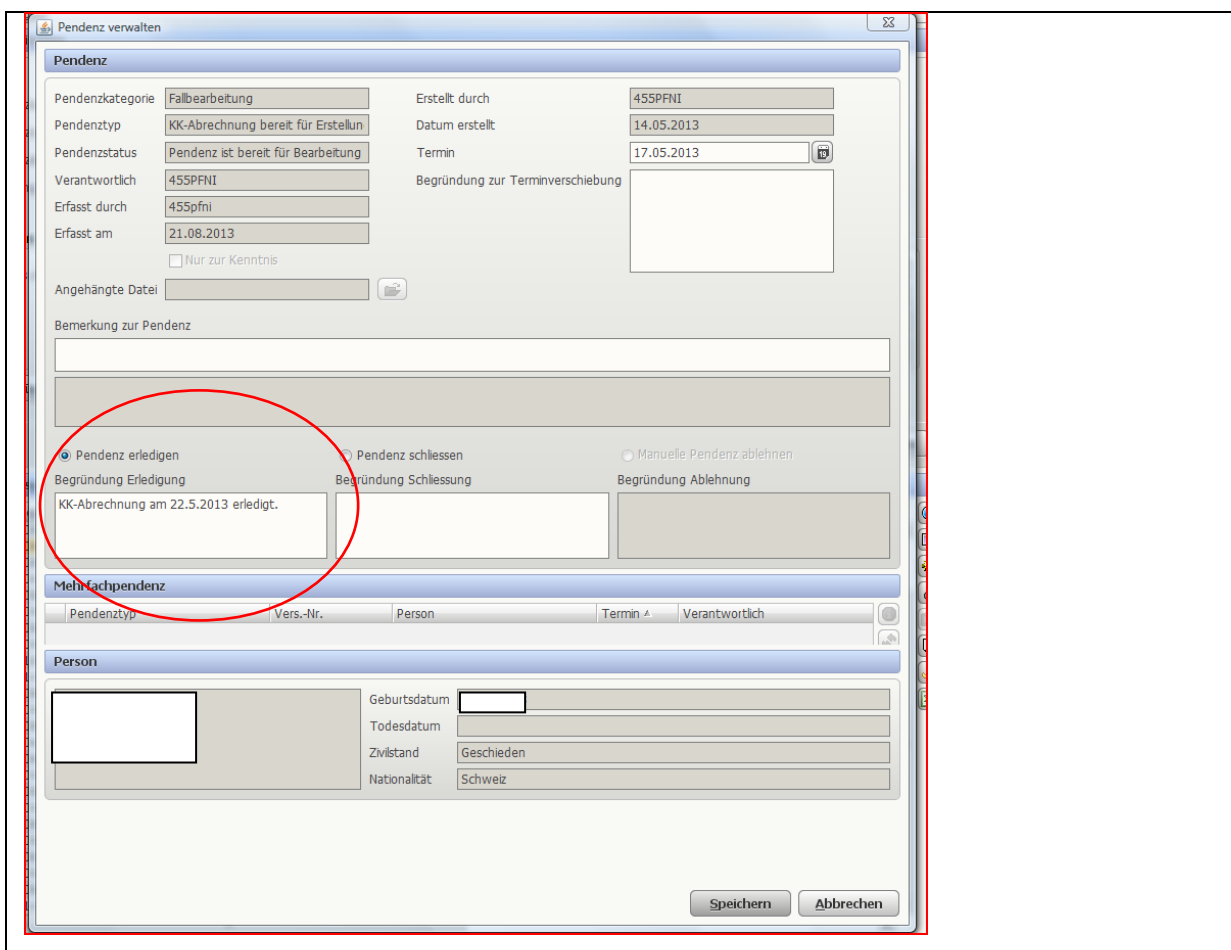 Pendenz verwalten
Pendenz
Pendenzkategorie Fallbearbeitung Erstellt durch 455PFNI
Pendenztyp KK-Abrechnung bereit für Erstellun Datum erstellt 14.05.2013
Pendenzstatus Pendenz ist bereit für Bearbeitung Termin 17.05.2013 19
Verantwortlich 455PFNI Begründung zur Terminverschiebung
Erfasst durch 455pfni
Erfasst am 21.08.2013
Nur zur Kenntnis
Angehängte Datei
Bemerkung zur Pendenz
Pendenz erledigen Pendenz schliessen Manuelle Pendenz ablehnen
Begründung Erledigung Begründung Schliessung Begründung Ablehnung
KK-Abrechnung am 22.5.2013 erledigt.
Mehrfachpendenz
Pendenztyp Vers.-Nr. Person Termin Verantwortlich
Person
Geburtsdatum
Todesdatum
Zivilstand Geschieden
Nationalität Schweiz
Speichern Abbrechen